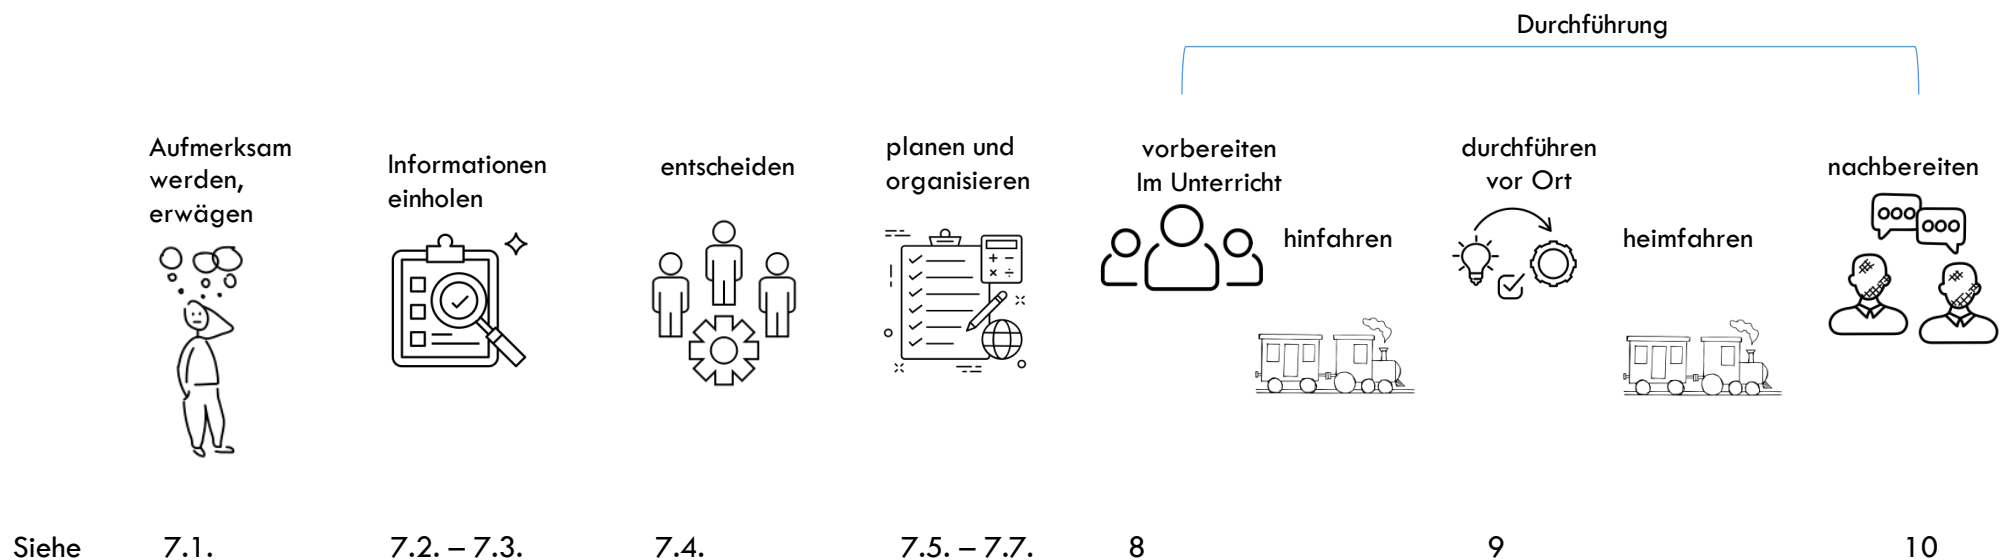 Durchführung
Aufmerksam
werden,
erwägen
Informationen
einholen
entscheiden
planen und
organisieren
vorbereiten
Im Unterricht
hinfahren
durchführen
vor Ort
heimfahren
nachbereiten
Siehe 7.1. 7.2. – 7.3. 7.4. 7.5. – 7.7. 8 9 10